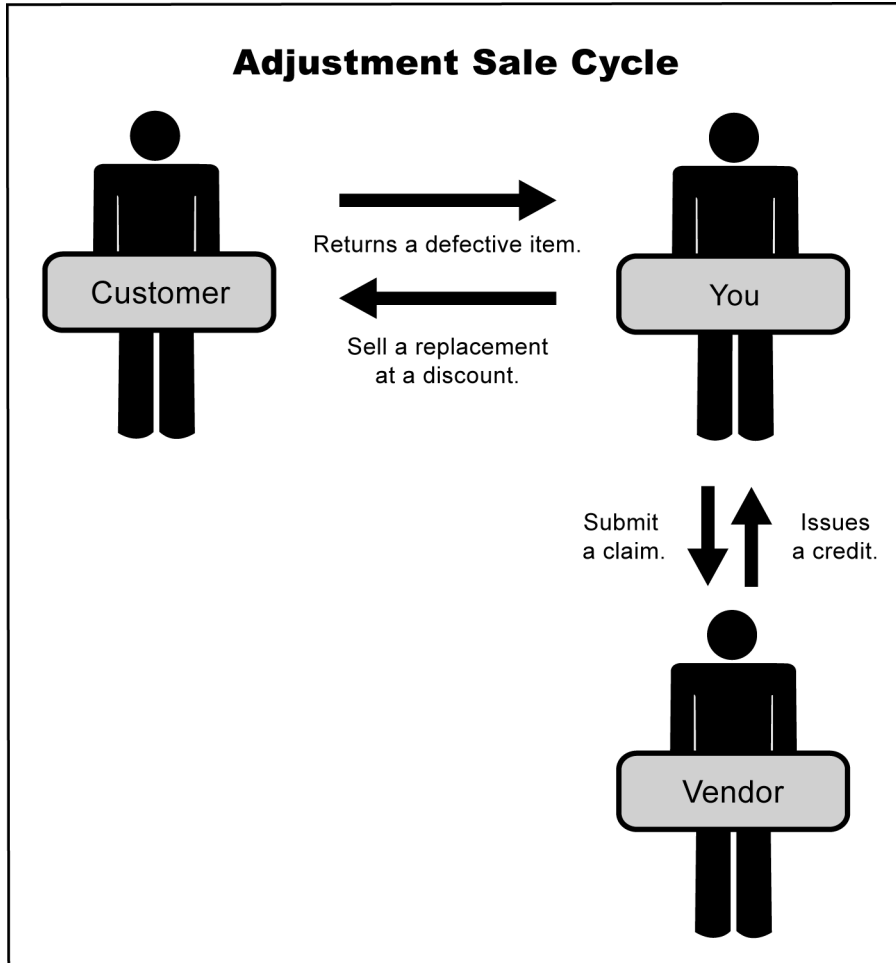 Adjustment Sale Cycle
Returns a defective item.
Customer
You
Sell a replacement
at a discount.
Submit
a claim.
Issues
a credit.
Vendor